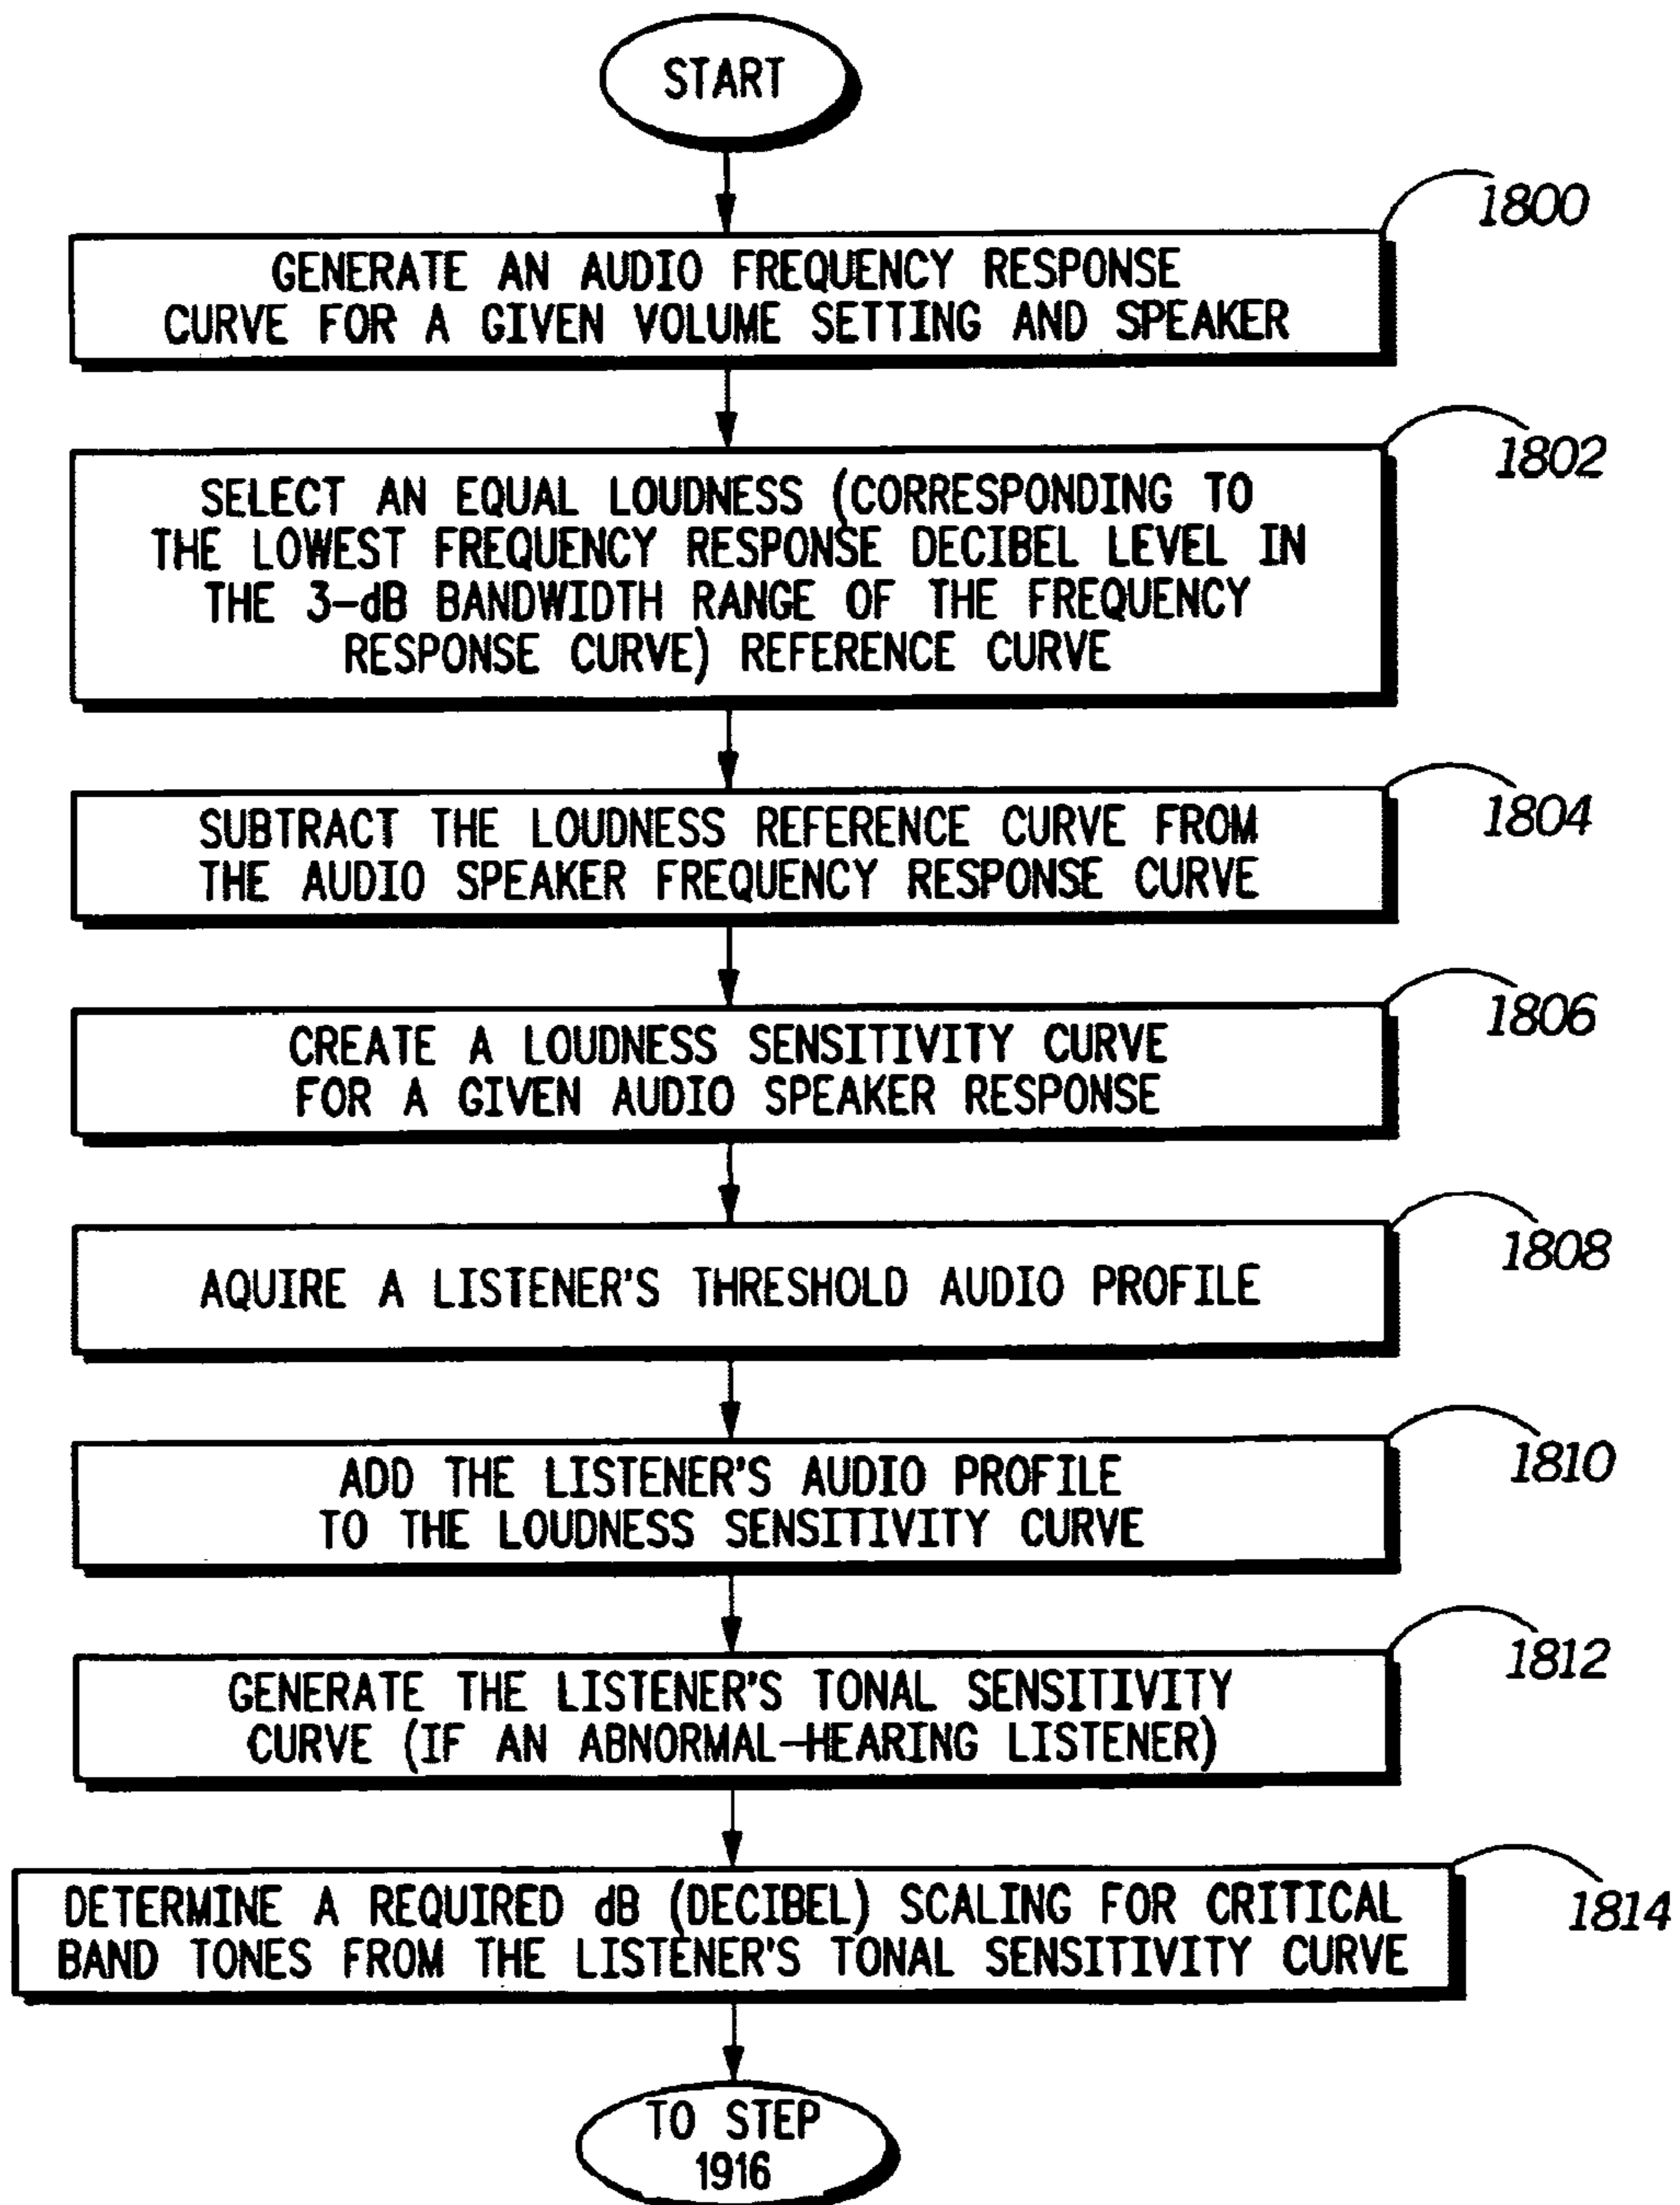 START
1800
GENERATE AN AUDIO FREQUENCY RESPONSE
CURVE FOR A GIVEN VOLUME SETTING AND SPEAKER
1802
SELECT AN EQUAL LOUDNESS (CORRESPONDING TO
THE LOWEST FREQUENCY RESPONSE DECIBEL LEVEL IN
THE 3-dB BANDWIDTH RANGE OF THE FREQUENCY
RESPONSE CURVE) REFERENCE CURVE
1804
SUBTRACT THE LOUDNESS REFERENCE CURVE FROM
THE AUDIO SPEAKER FREQUENCY RESPONSE CURVE
1806
CREATE A LOUDNESS SENSITIVITY CURVE
FOR A GIVEN AUDIO SPEAKER RESPONSE
1808
AQUIRE A LISTENER'S THRESHOLD AUDIO PROFILE
1810
ADD THE LISTENER'S AUDIO PROFILE
TO THE LOUDNESS SENSITIVITY CURVE
1812
GENERATE THE LISTENER'S TONAL SENSITIVITY
CURVE (IF AN ABNORMAL-HEARING LISTENER)
1814
DETERMINE A REQUIRED dB (DECIBEL) SCALING FOR CRITICAL
BAND TONES FROM THE LISTENER'S TONAL SENSITIVITY CURVE
TO STEP
1916